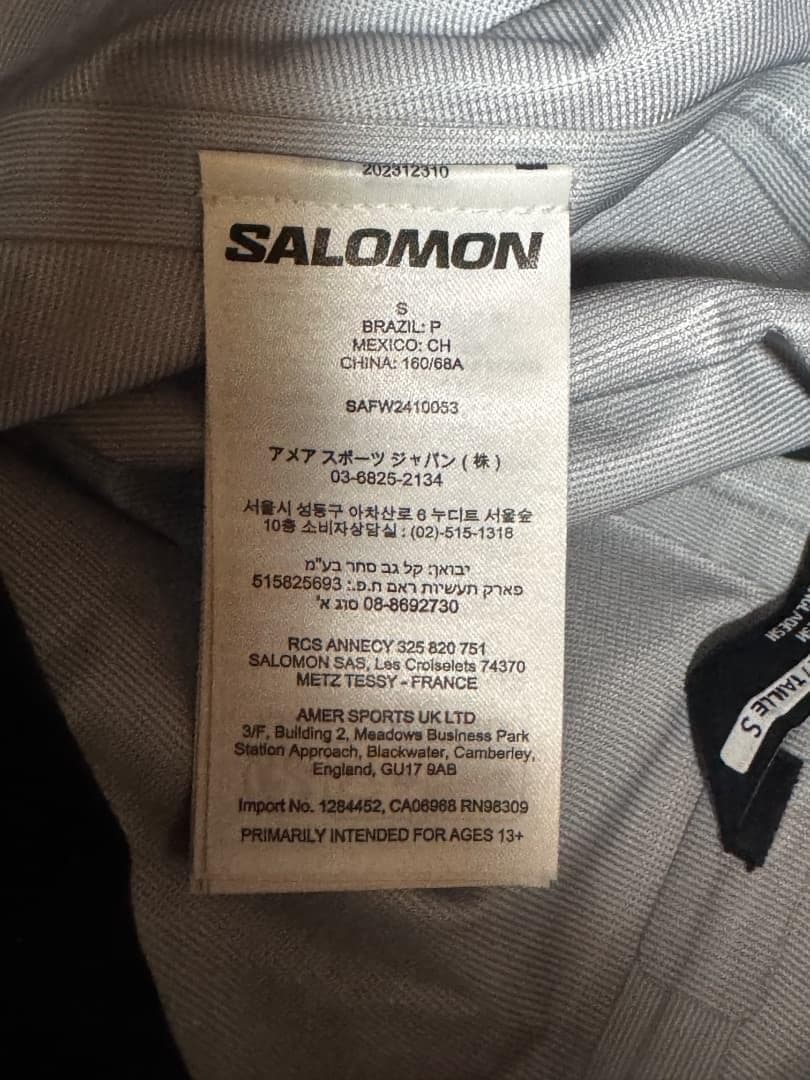 202312310
SALOMON
S
BRAZIL: P
MEXICO: CH
CHINA: 160/68A
SAFW2410053
アメア スポーツ ジャパン ( 株 )
03-6825-2134
서울시 성동구 아차산로 6 누디트 서울숲
10층 소비자상담실 : (02)-515-1318
יבואן: קל גב סחר בע"מ
פארק תעשיות ראם ח.פ.: 515825693
08-8692730 סוג א'
RCS ANNECY 325 820 751
SALOMON SAS, Les Croiselets 74370
METZ TESSY - FRANCE
AMER SPORTS UK LTD
3/F, Building 2, Meadows Business Park
Station Approach, Blackwater, Camberley,
England, GU17 9AB
Import No. 1284452, CA06968 RN98309
PRIMARILY INTENDED FOR AGES 13+
TAILLE S